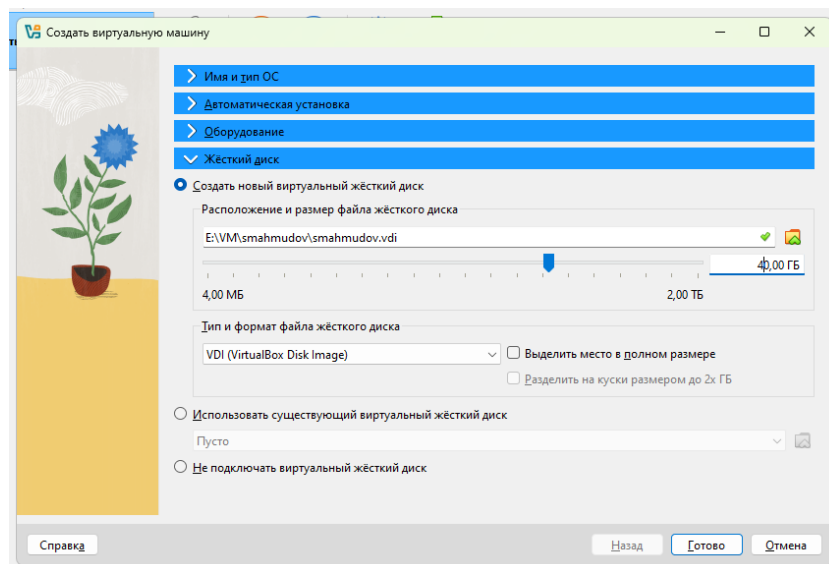 Создать виртуальную машину
Имя и тип ОС
Автоматическая установка
Оборудование
Жёсткий диск
Создать новый виртуальный жёсткий диск
Расположение и размер файла жёсткого диска
E:\VM\smahmudov\smahmudov.vdi
40,00 ГБ
4,00 МБ 2,00 ТБ
Тип и формат файла жёсткого диска
VDI (VirtualBox Disk Image) Выделить место в полном размере
Разделить на куски размером до 2х ГБ
Использовать существующий виртуальный жёсткий диск
Пусто
Не подключать виртуальный жёсткий диск
Справка Назад Готово Отмена